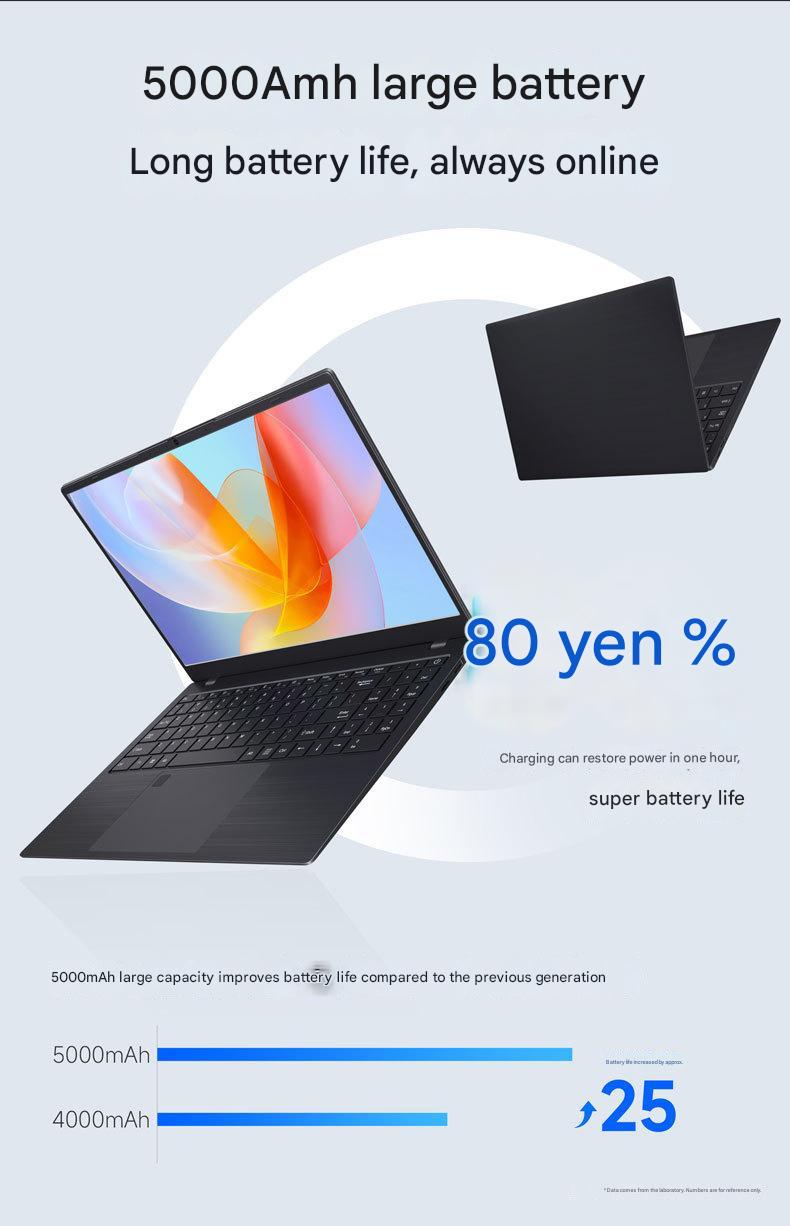 5000Amh large battery
Long battery life, always online
80 yen %
Charging can restore power in one hour,
super battery life
5000mAh large capacity improves battery life compared to the previous generation
5000mAh
Battery life increased by approx.
25
4000mAh
*Data comes from the laboratory. Numbers are for reference only.